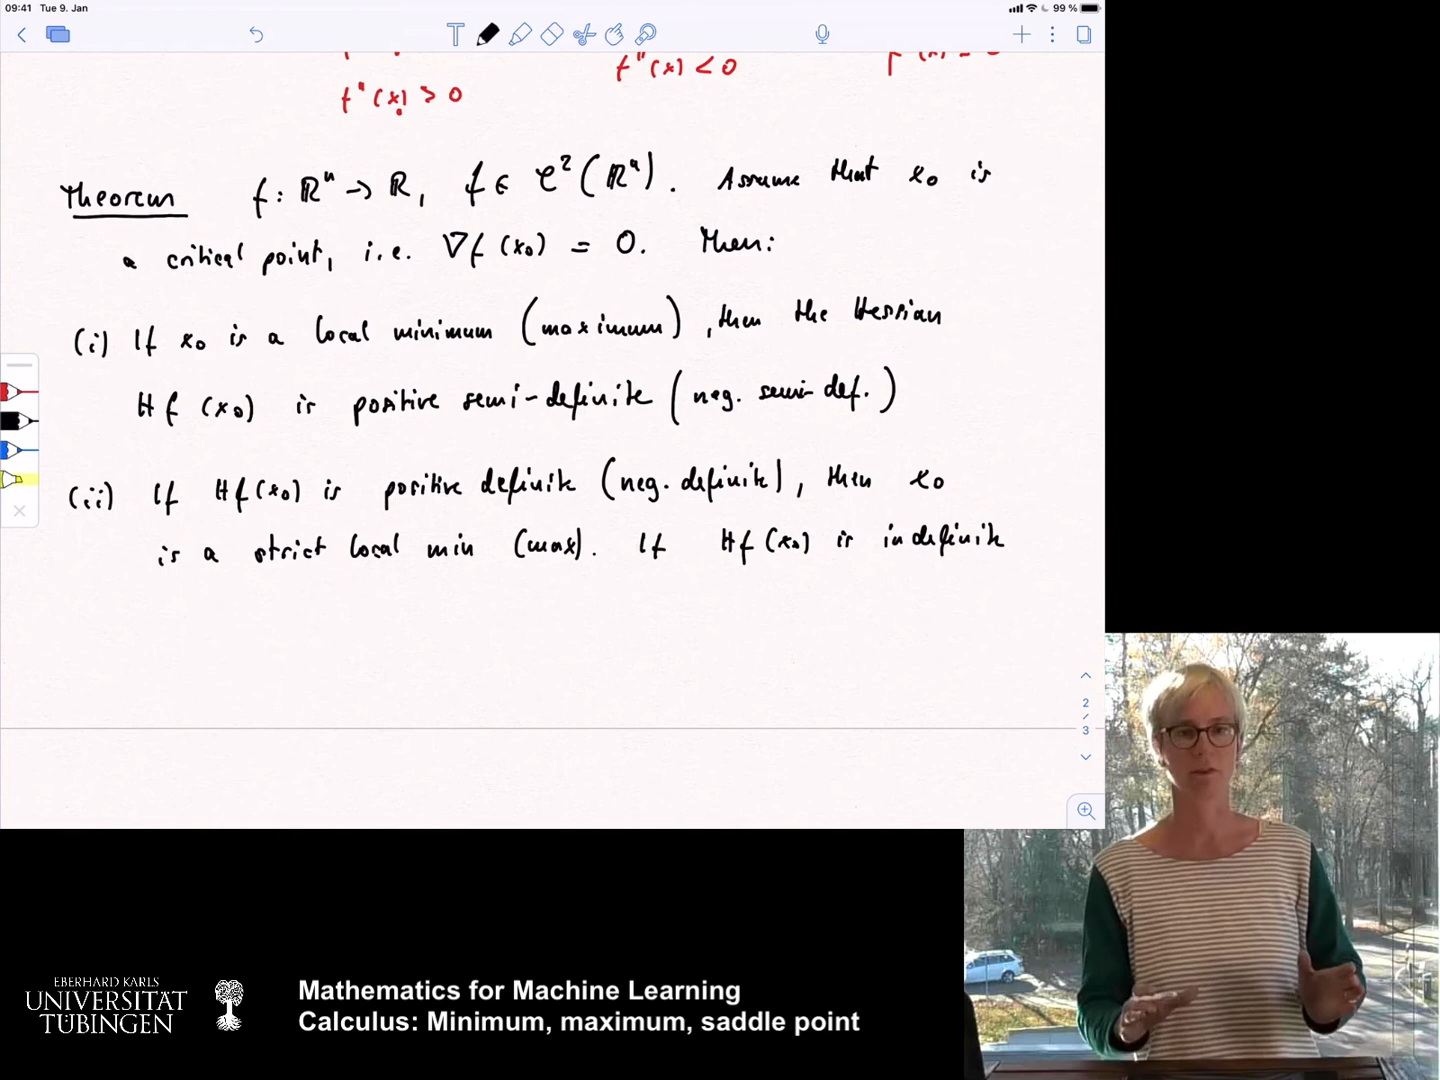 09:41 Tue 9. Jan 99 %
f''(x) < 0
f''(x) > 0
Theorem f: ℝⁿ → ℝ, f ∈ 𝒞²(ℝⁿ). Assume that x₀ is
a critical point, i.e. ∇f(x₀) = 0. Then:
(i) If x₀ is a local minimum (maximum), then the Hessian
Hf(x₀) is positive semi-definite (neg. semi-def.)
(ii) If Hf(x₀) is positive definite (neg. definite), then x₀
is a strict local min (max). If Hf(x₀) is indefinite
2
/
3
EBERHARD KARLS
UNIVERSITÄT
TÜBINGEN
Mathematics for Machine Learning
Calculus: Minimum, maximum, saddle point